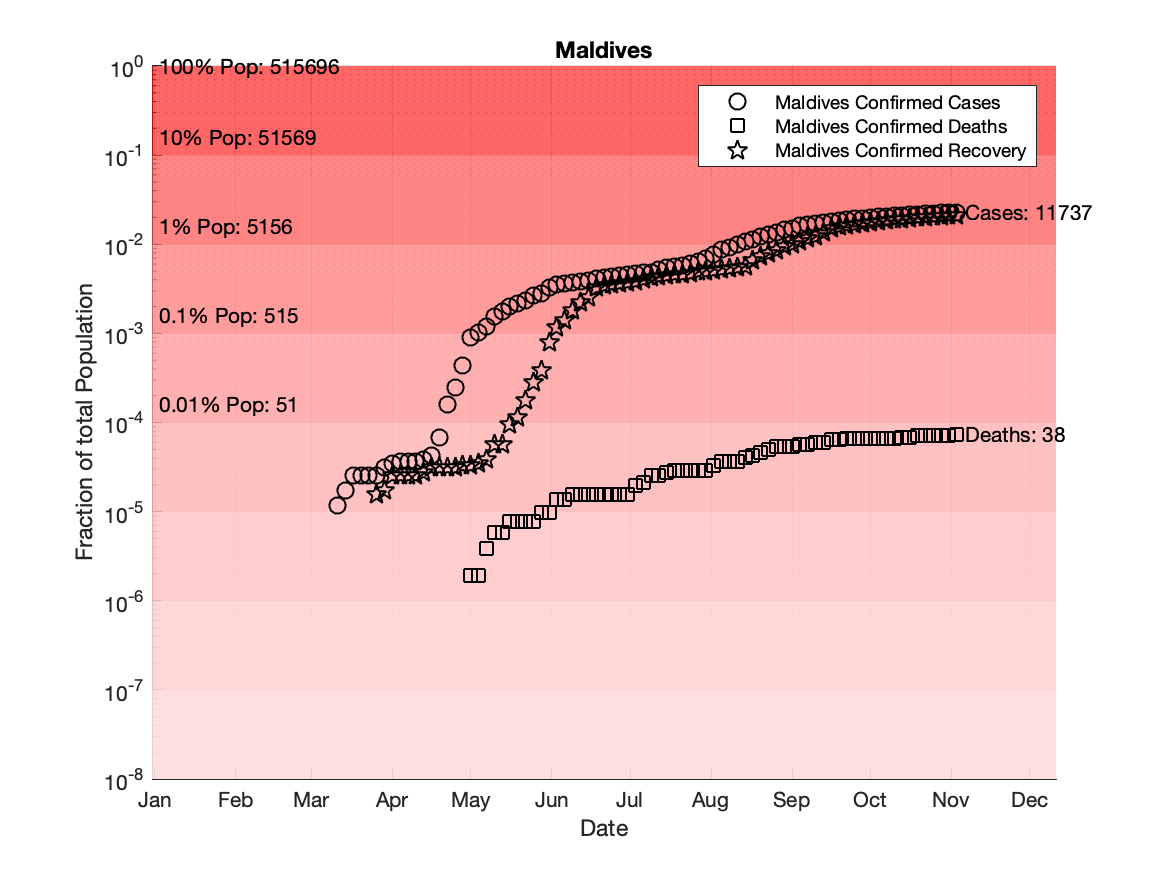 Maldives
10^0
100% Pop: 515696
Maldives Confirmed Cases
Maldives Confirmed Deaths
Maldives Confirmed Recovery
10% Pop: 51569
10^-1
1% Pop: 5156
Cases: 11737
10^-2
0.1% Pop: 515
10^-3
0.01% Pop: 51
10^-4
Deaths: 38
10^-5
10^-6
10^-7
10^-8
Fraction of total Population
Jan Feb Mar Apr May Jun Jul Aug Sep Oct Nov Dec
Date